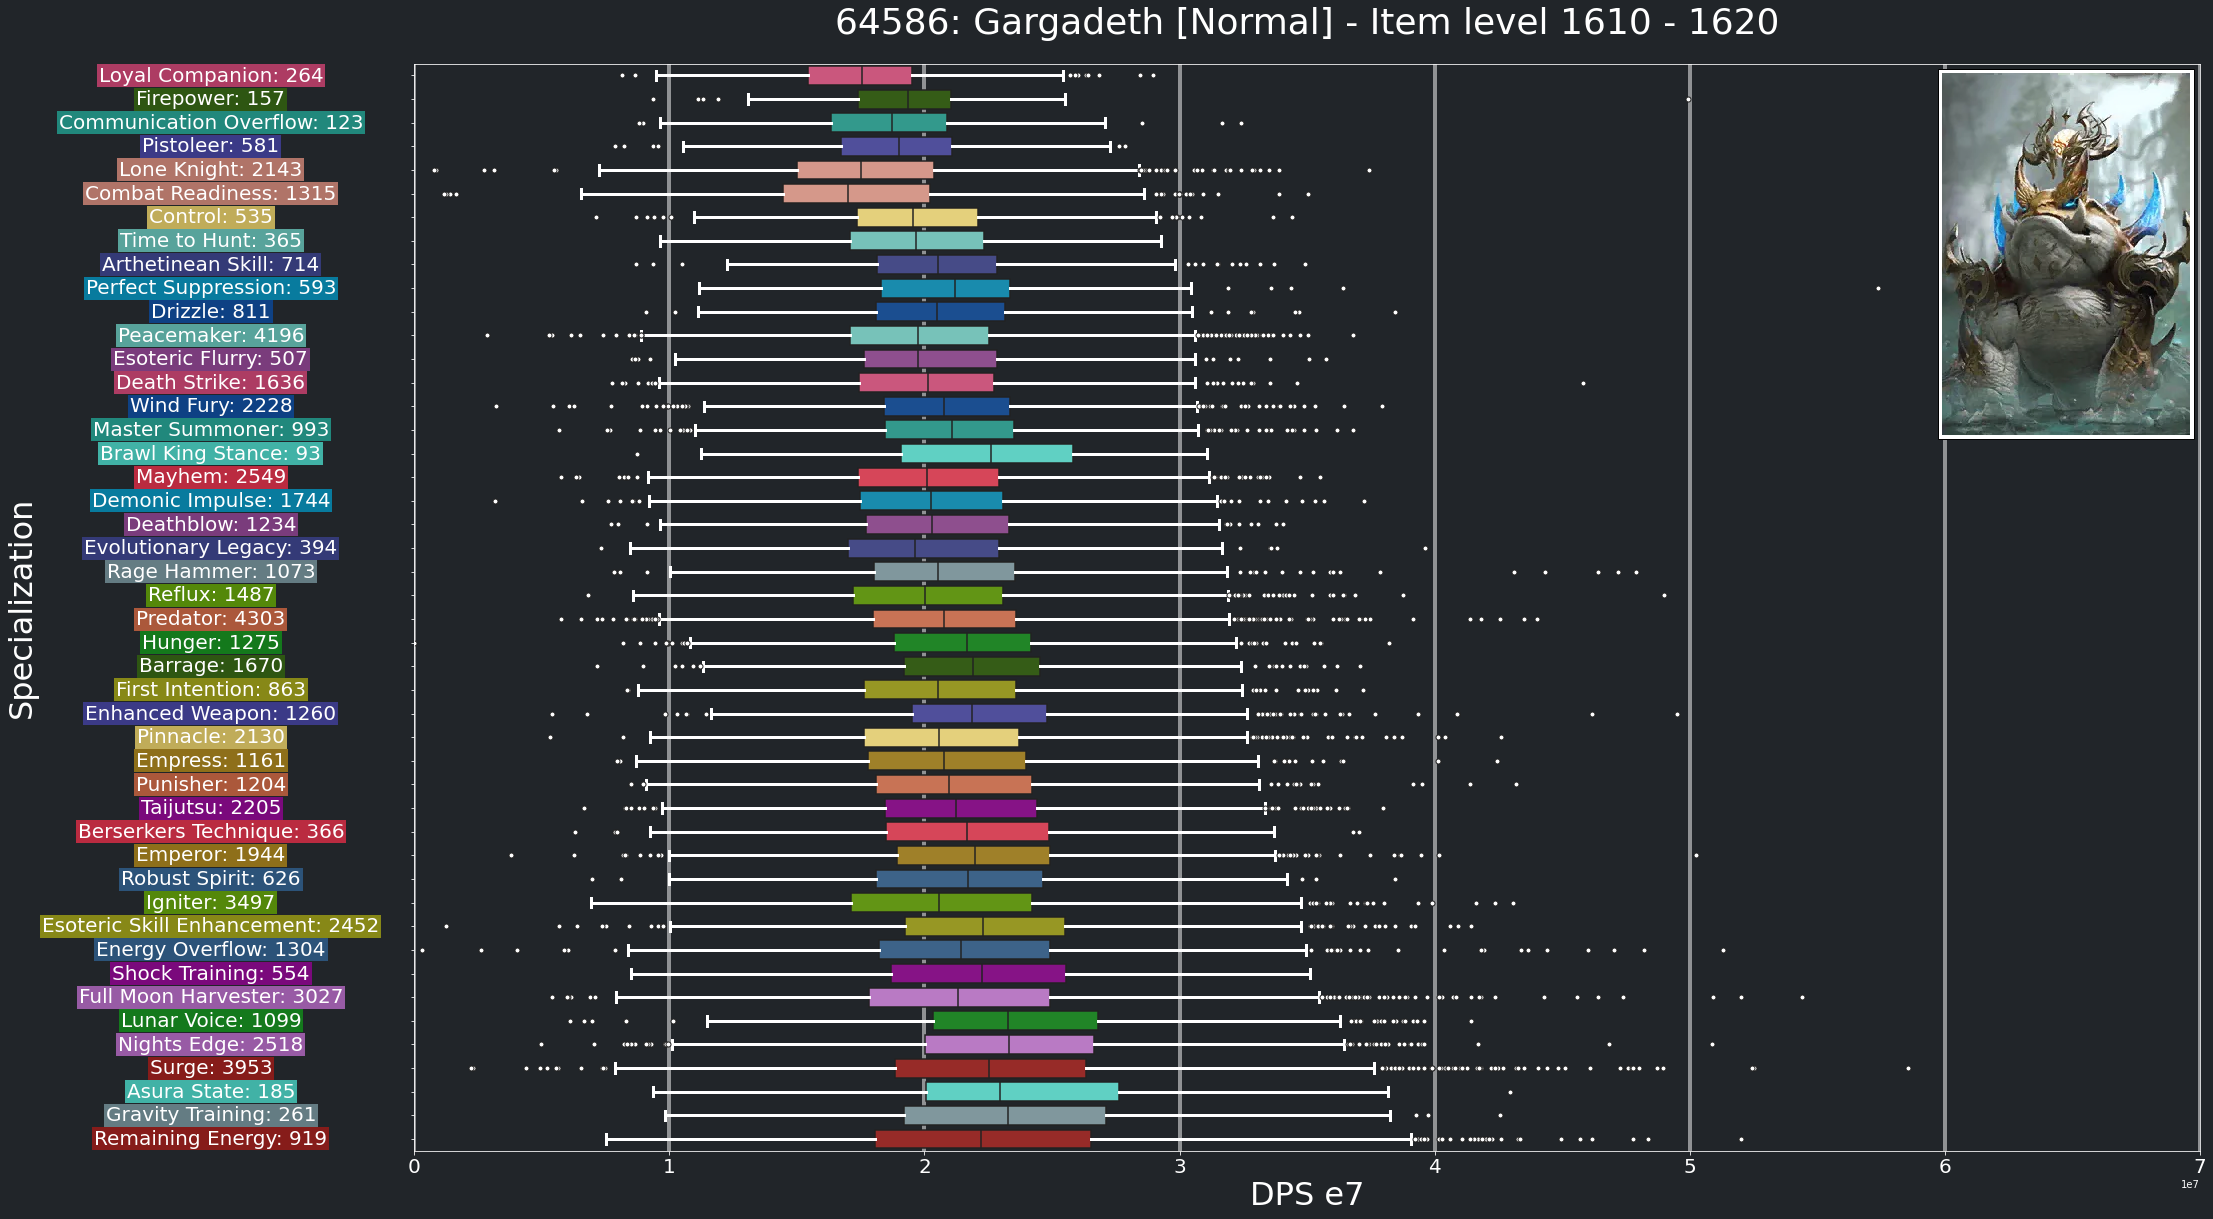 64586: Gargadeth [Normal] - Item level 1610 - 1620
Specialization
Loyal Companion: 264
Firepower: 157
Communication Overflow: 123
Pistoleer: 581
Lone Knight: 2143
Combat Readiness: 1315
Control: 535
Time to Hunt: 365
Arthetinean Skill: 714
Perfect Suppression: 593
Drizzle: 811
Peacemaker: 4196
Esoteric Flurry: 507
Death Strike: 1636
Wind Fury: 2228
Master Summoner: 993
Brawl King Stance: 93
Mayhem: 2549
Demonic Impulse: 1744
Deathblow: 1234
Evolutionary Legacy: 394
Rage Hammer: 1073
Reflux: 1487
Predator: 4303
Hunger: 1275
Barrage: 1670
First Intention: 863
Enhanced Weapon: 1260
Pinnacle: 2130
Empress: 1161
Punisher: 1204
Taijutsu: 2205
Berserkers Technique: 366
Emperor: 1944
Robust Spirit: 626
Igniter: 3497
Esoteric Skill Enhancement: 2452
Energy Overflow: 1304
Shock Training: 554
Full Moon Harvester: 3027
Lunar Voice: 1099
Nights Edge: 2518
Surge: 3953
Asura State: 185
Gravity Training: 261
Remaining Energy: 919
0 1 2 3 4 5 6 7
1e7
DPS e7